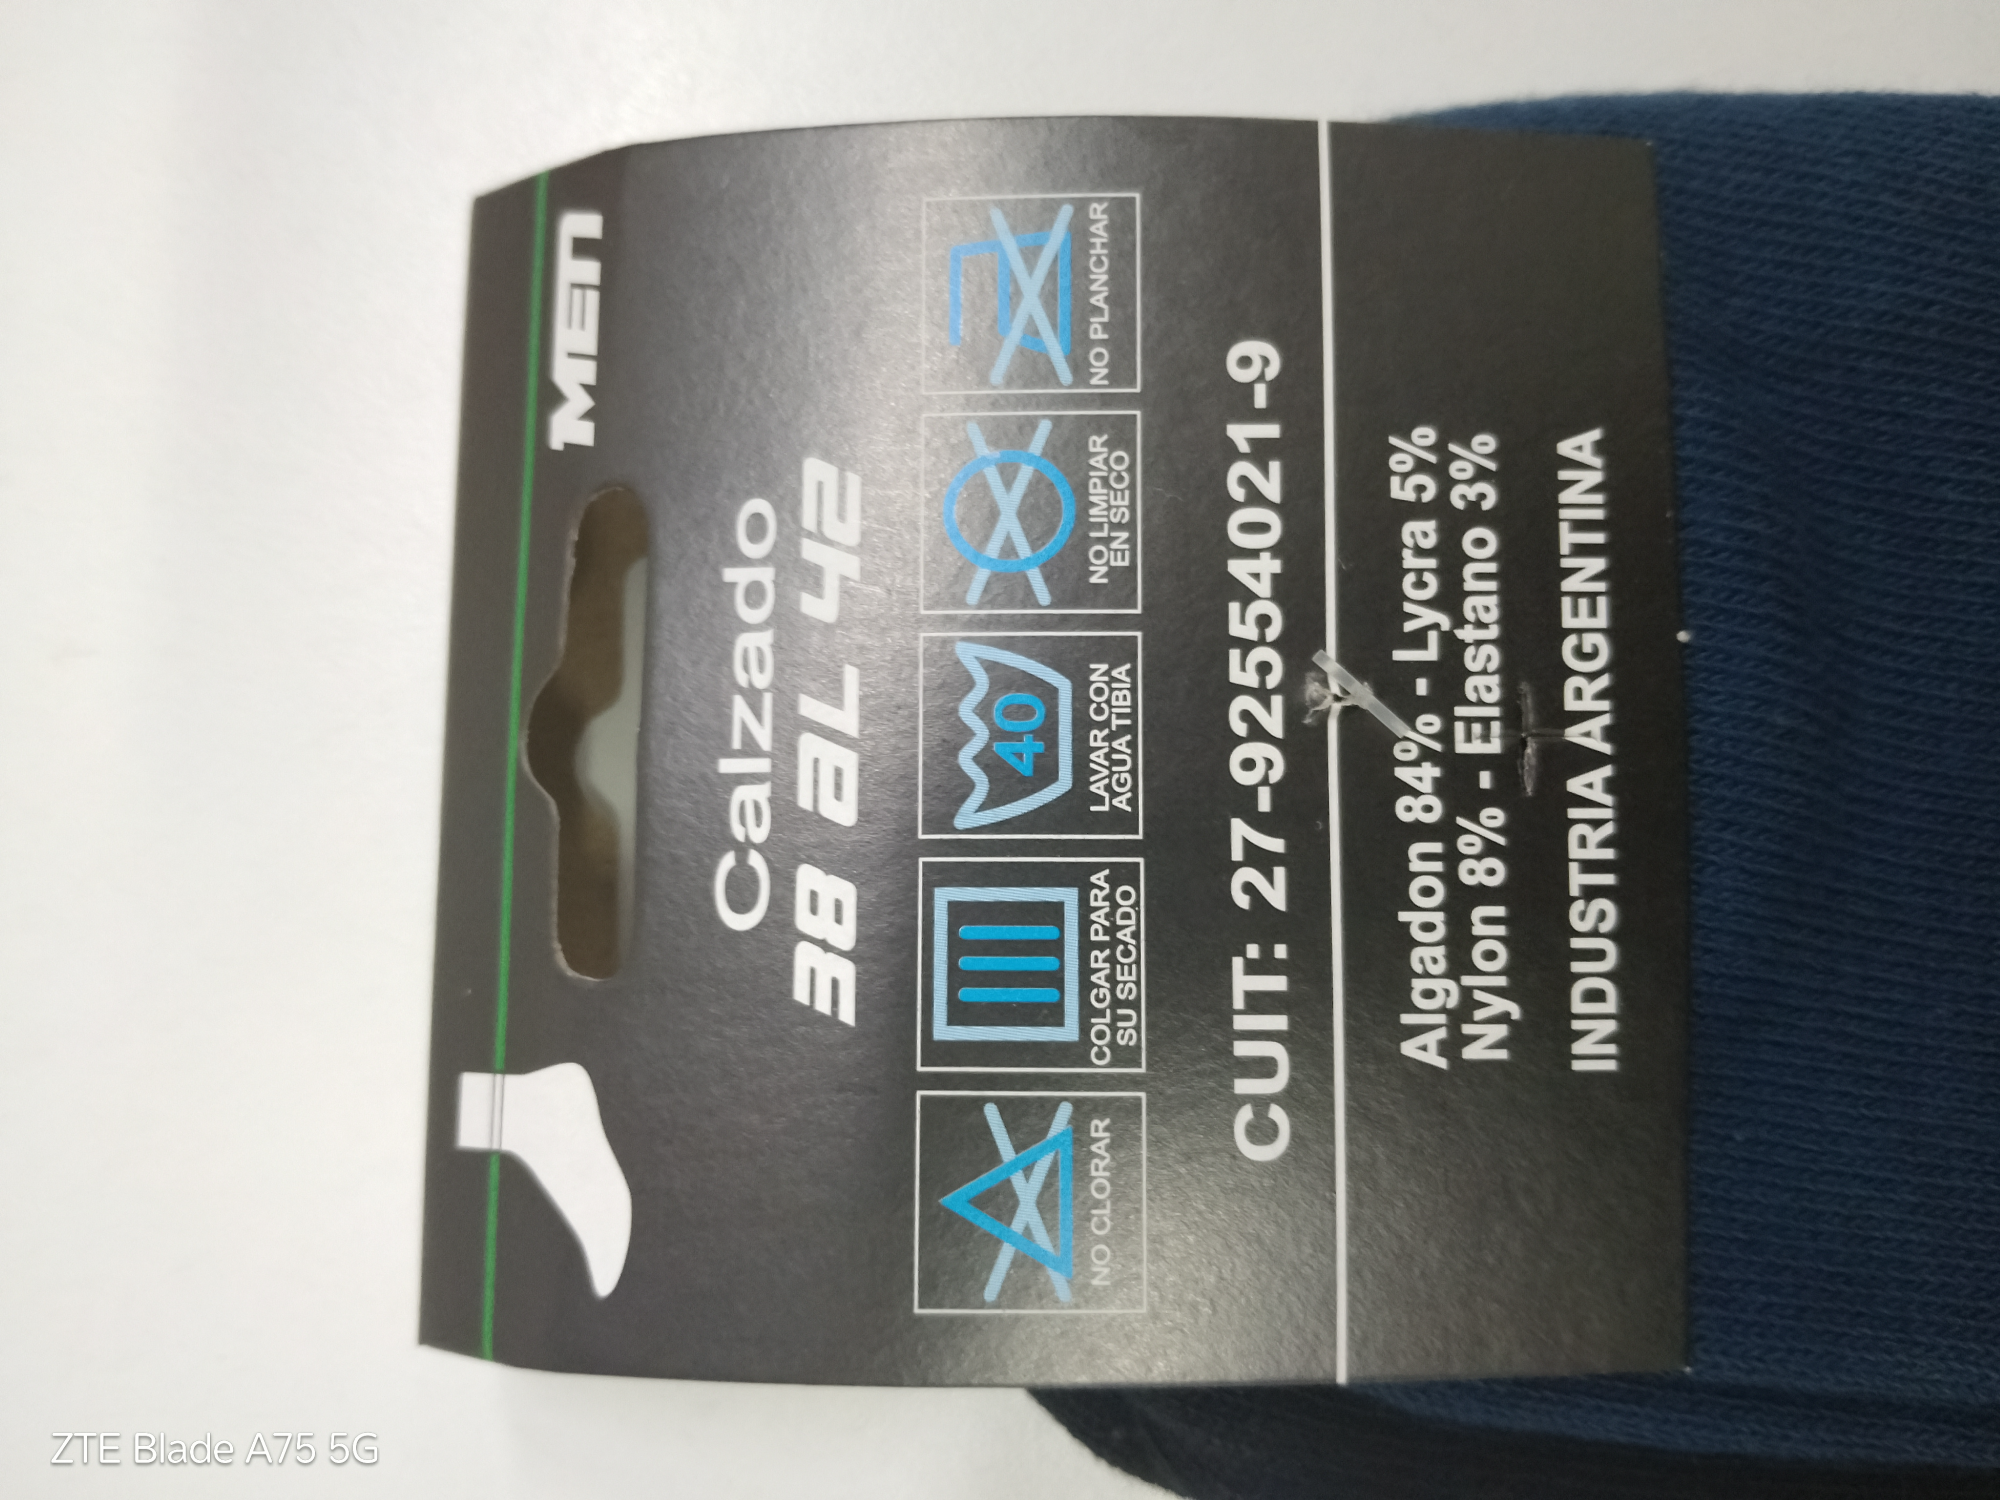 MEN
Calzado
38 AL 42
NO CLORAR
COLGAR PARA
SU SECADO
40
LAVAR CON
AGUA TIBIA
NO LIMPIAR
EN SECO
NO PLANCHAR
CUIT: 27-92554021-9
Algadon 84% - Lycra 5%
Nylon 8% - Elastano 3%
INDUSTRIA ARGENTINA
ZTE Blade A75 5G